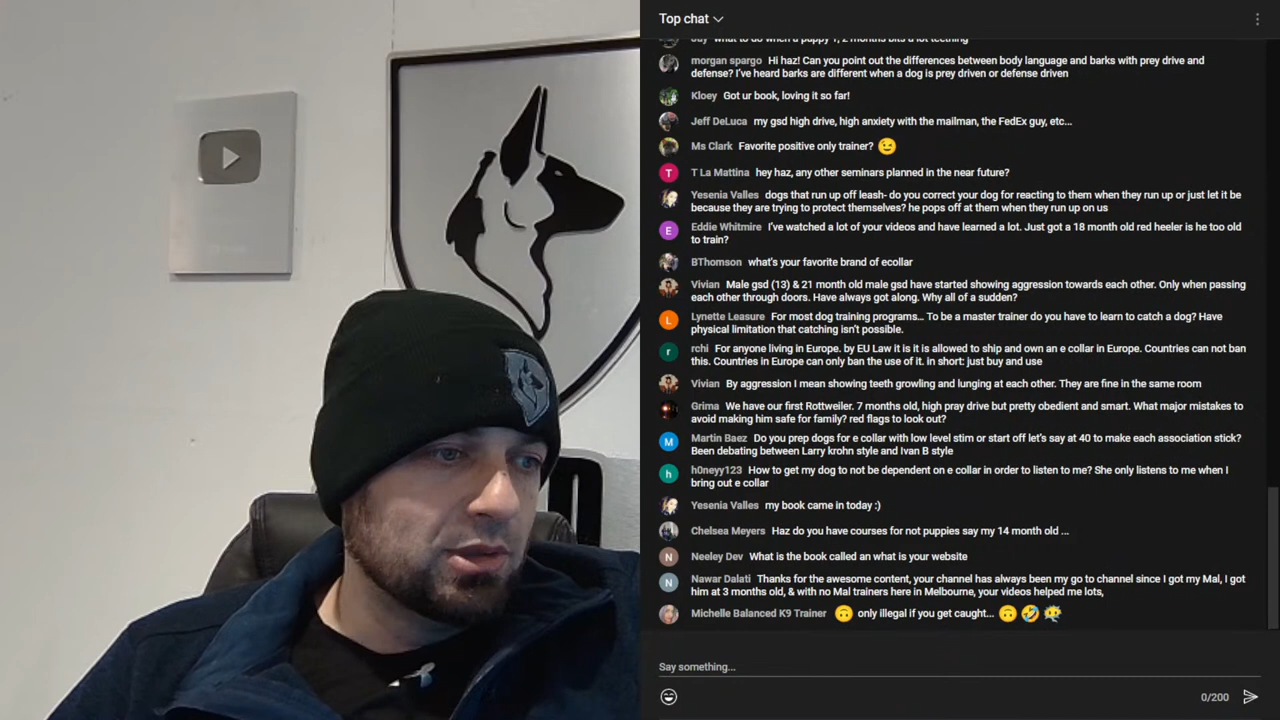 Top chat
Jay what to do when a puppy 1, 2 months bits a lot teething
morgan spargo Hi haz! Can you point out the differences between body language and barks with prey drive and
defense? I've heard barks are different when a dog is prey driven or defense driven
Kloey Got ur book, loving it so far!
Jeff DeLuca my gsd high drive, high anxiety with the mailman, the FedEx guy, etc...
Ms Clark Favorite positive only trainer? 😉
T La Mattina hey haz, any other seminars planned in the near future?
Yesenia Valles dogs that run up off leash- do you correct your dog for reacting to them when they run up or just let it be
because they are trying to protect themselves? he pops off at them when they run up on us
Eddie Whitmire I've watched a lot of your videos and have learned a lot. Just got a 18 month old red heeler is he too old
to train?
BThomson what's your favorite brand of ecollar
Vivian Male gsd (13) & 21 month old male gsd have started showing aggression towards each other. Only when passing
each other through doors. Have always got along. Why all of a sudden?
Lynette Leasure For most dog training programs... To be a master trainer do you have to learn to catch a dog? Have
physical limitation that catching isn't possible.
rchi For anyone living in Europe. by EU Law it is it is allowed to ship and own an e collar in Europe. Countries can not ban
this. Countries in Europe can only ban the use of it. in short: just buy and use
Vivian By aggression I mean showing teeth growling and lunging at each other. They are fine in the same room
Grima We have our first Rottweiler. 7 months old, high pray drive but pretty obedient and smart. What major mistakes to
avoid making him safe for family? red flags to look out?
Martin Baez Do you prep dogs for e collar with low level stim or start off let's say at 40 to make each association stick?
Been debating between Larry krohn style and Ivan B style
h0neyy123 How to get my dog to not be dependent on e collar in order to listen to me? She only listens to me when I
bring out e collar
Yesenia Valles my book came in today :)
Chelsea Meyers Haz do you have courses for not puppies say my 14 month old ...
Neeley Dev What is the book called an what is your website
Nawar Dalati Thanks for the awesome content, your channel has always been my go to channel since I got my Mal, I got
him at 3 months old, & with no Mal trainers here in Melbourne, your videos helped me lots,
Michelle Balanced K9 Trainer 🙃 only illegal if you get caught... 🙃 🤣
Say something...
0/200